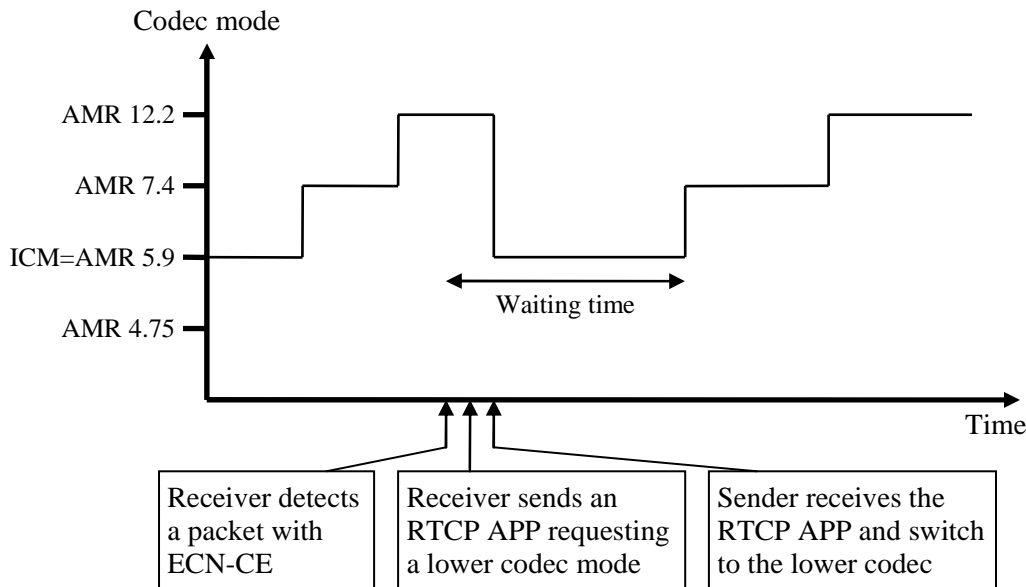 Codec mode
AMR 12.2
AMR 7.4
ICM=AMR 5.9
Waiting time
AMR 4.75
Time
Receiver detects
a packet with
ECN-CE
Receiver sends an
RTCP APP requesting
a lower codec mode
Sender receives the
RTCP APP and switch
to the lower codec